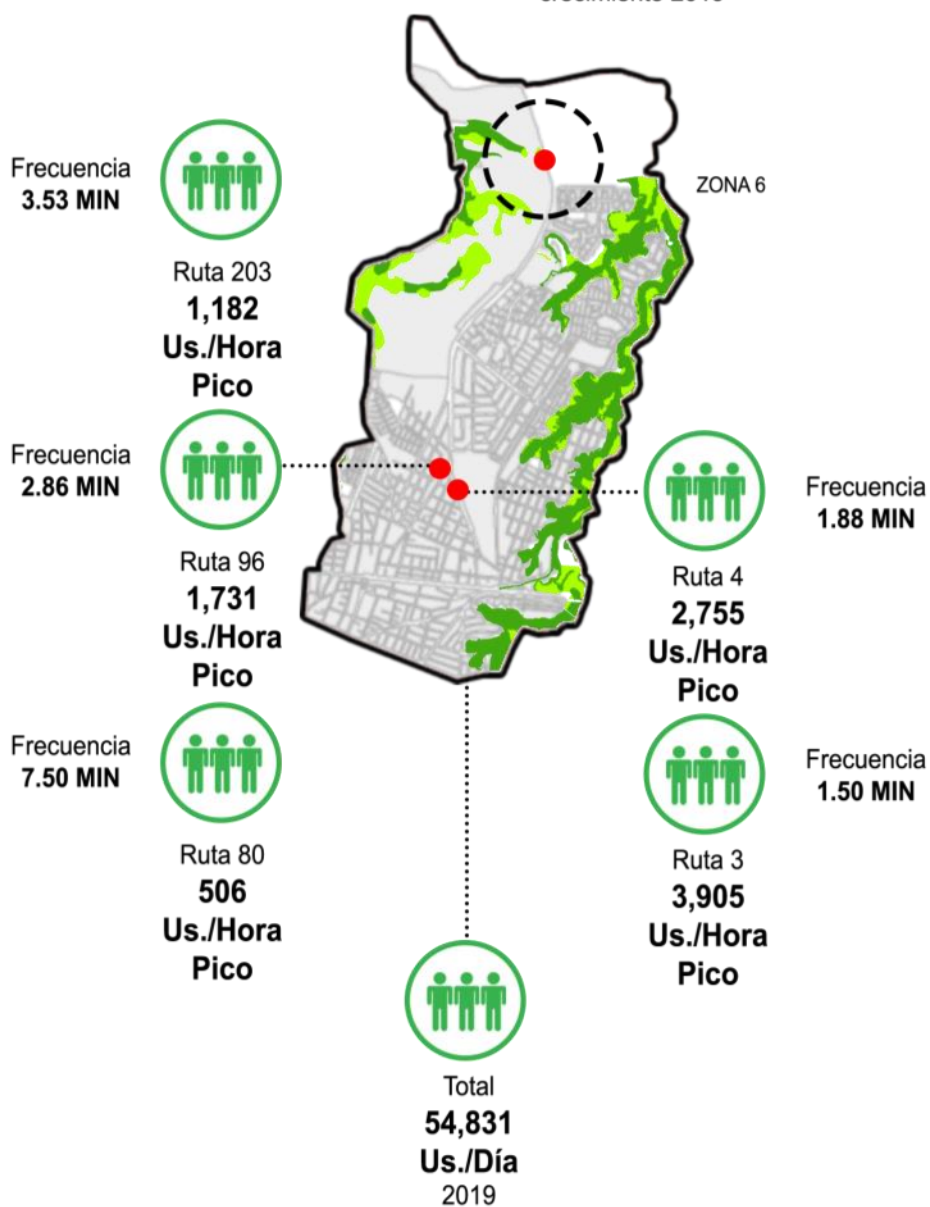 ZONA 6
Frecuencia
3.53 MIN
Ruta 203
1,182
Us./Hora
Pico
Frecuencia
2.86 MIN
Ruta 96
1,731
Us./Hora
Pico
Frecuencia
7.50 MIN
Ruta 80
506
Us./Hora
Pico
Frecuencia
1.88 MIN
Ruta 4
2,755
Us./Hora
Pico
Frecuencia
1.50 MIN
Ruta 3
3,905
Us./Hora
Pico
Total
54,831
Us./Día
2019